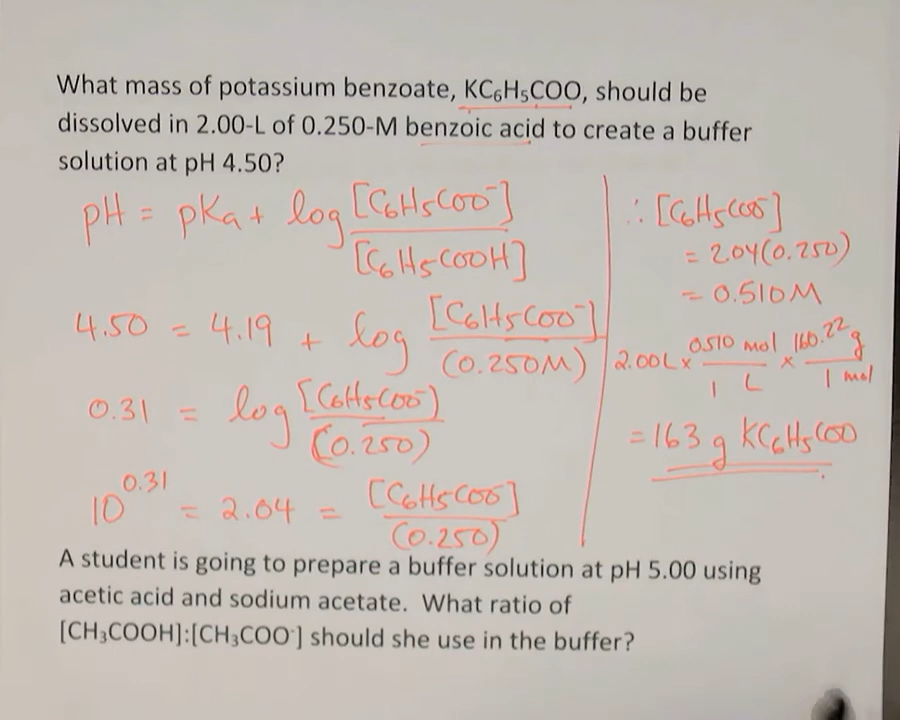 What mass of potassium benzoate, KC₆H₅COO, should be
dissolved in 2.00-L of 0.250-M benzoic acid to create a buffer
solution at pH 4.50?
pH = pKa + log [C₆H₅COO⁻] / [C₆H₅COOH]
4.50 = 4.19 + log [C₆H₅COO⁻] / (0.250M)
0.31 = log [C₆H₅COO⁻) / (0.250)
10^0.31 = 2.04 = [C₆H₅COO⁻] / (0.250)
∴ [C₆H₅COO⁻]
= 2.04(0.250)
= 0.510M
2.00L x 0.510 mol / 1 L x 160.22 g / 1 mol
= 163 g KC₆H₅COO
A student is going to prepare a buffer solution at pH 5.00 using
acetic acid and sodium acetate. What ratio of
[CH₃COOH]:[CH₃COO⁻] should she use in the buffer?